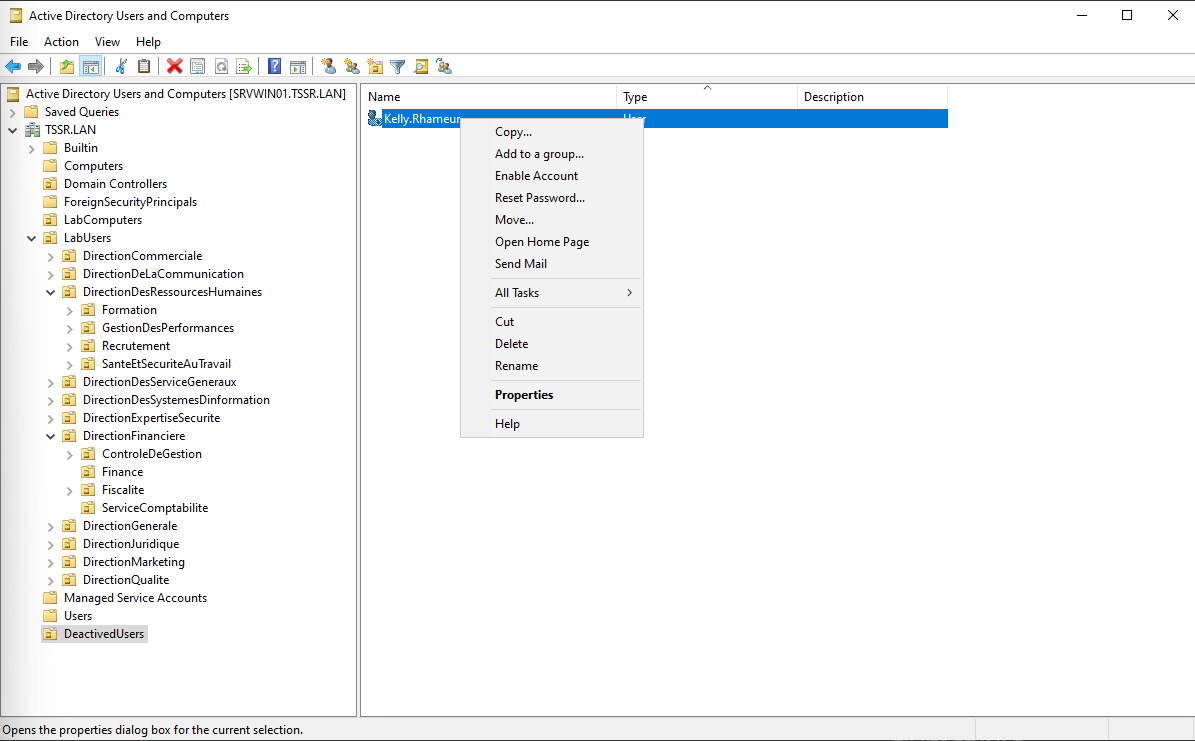 Active Directory Users and Computers
File Action View Help
Active Directory Users and Computers [SRVWIN01.TSSR.LAN]
Saved Queries
TSSR.LAN
Builtin
Computers
Domain Controllers
ForeignSecurityPrincipals
LabComputers
LabUsers
DirectionCommerciale
DirectionDeLaCommunication
DirectionDesRessourcesHumaines
Formation
GestionDesPerformances
Recrutement
SanteEtSecuriteAuTravail
DirectionDesServiceGeneraux
DirectionDesSystemesDinformation
DirectionExpertiseSecurite
DirectionFinanciere
ControleDeGestion
Finance
Fiscalite
ServiceComptabilite
DirectionGenerale
DirectionJuridique
DirectionMarketing
DirectionQualite
Managed Service Accounts
Users
DeactivedUsers
Name Type Description
Kelly.Rhameur User
Copy...
Add to a group...
Enable Account
Reset Password...
Move...
Open Home Page
Send Mail
All Tasks
Cut
Delete
Rename
Properties
Help
Opens the properties dialog box for the current selection.